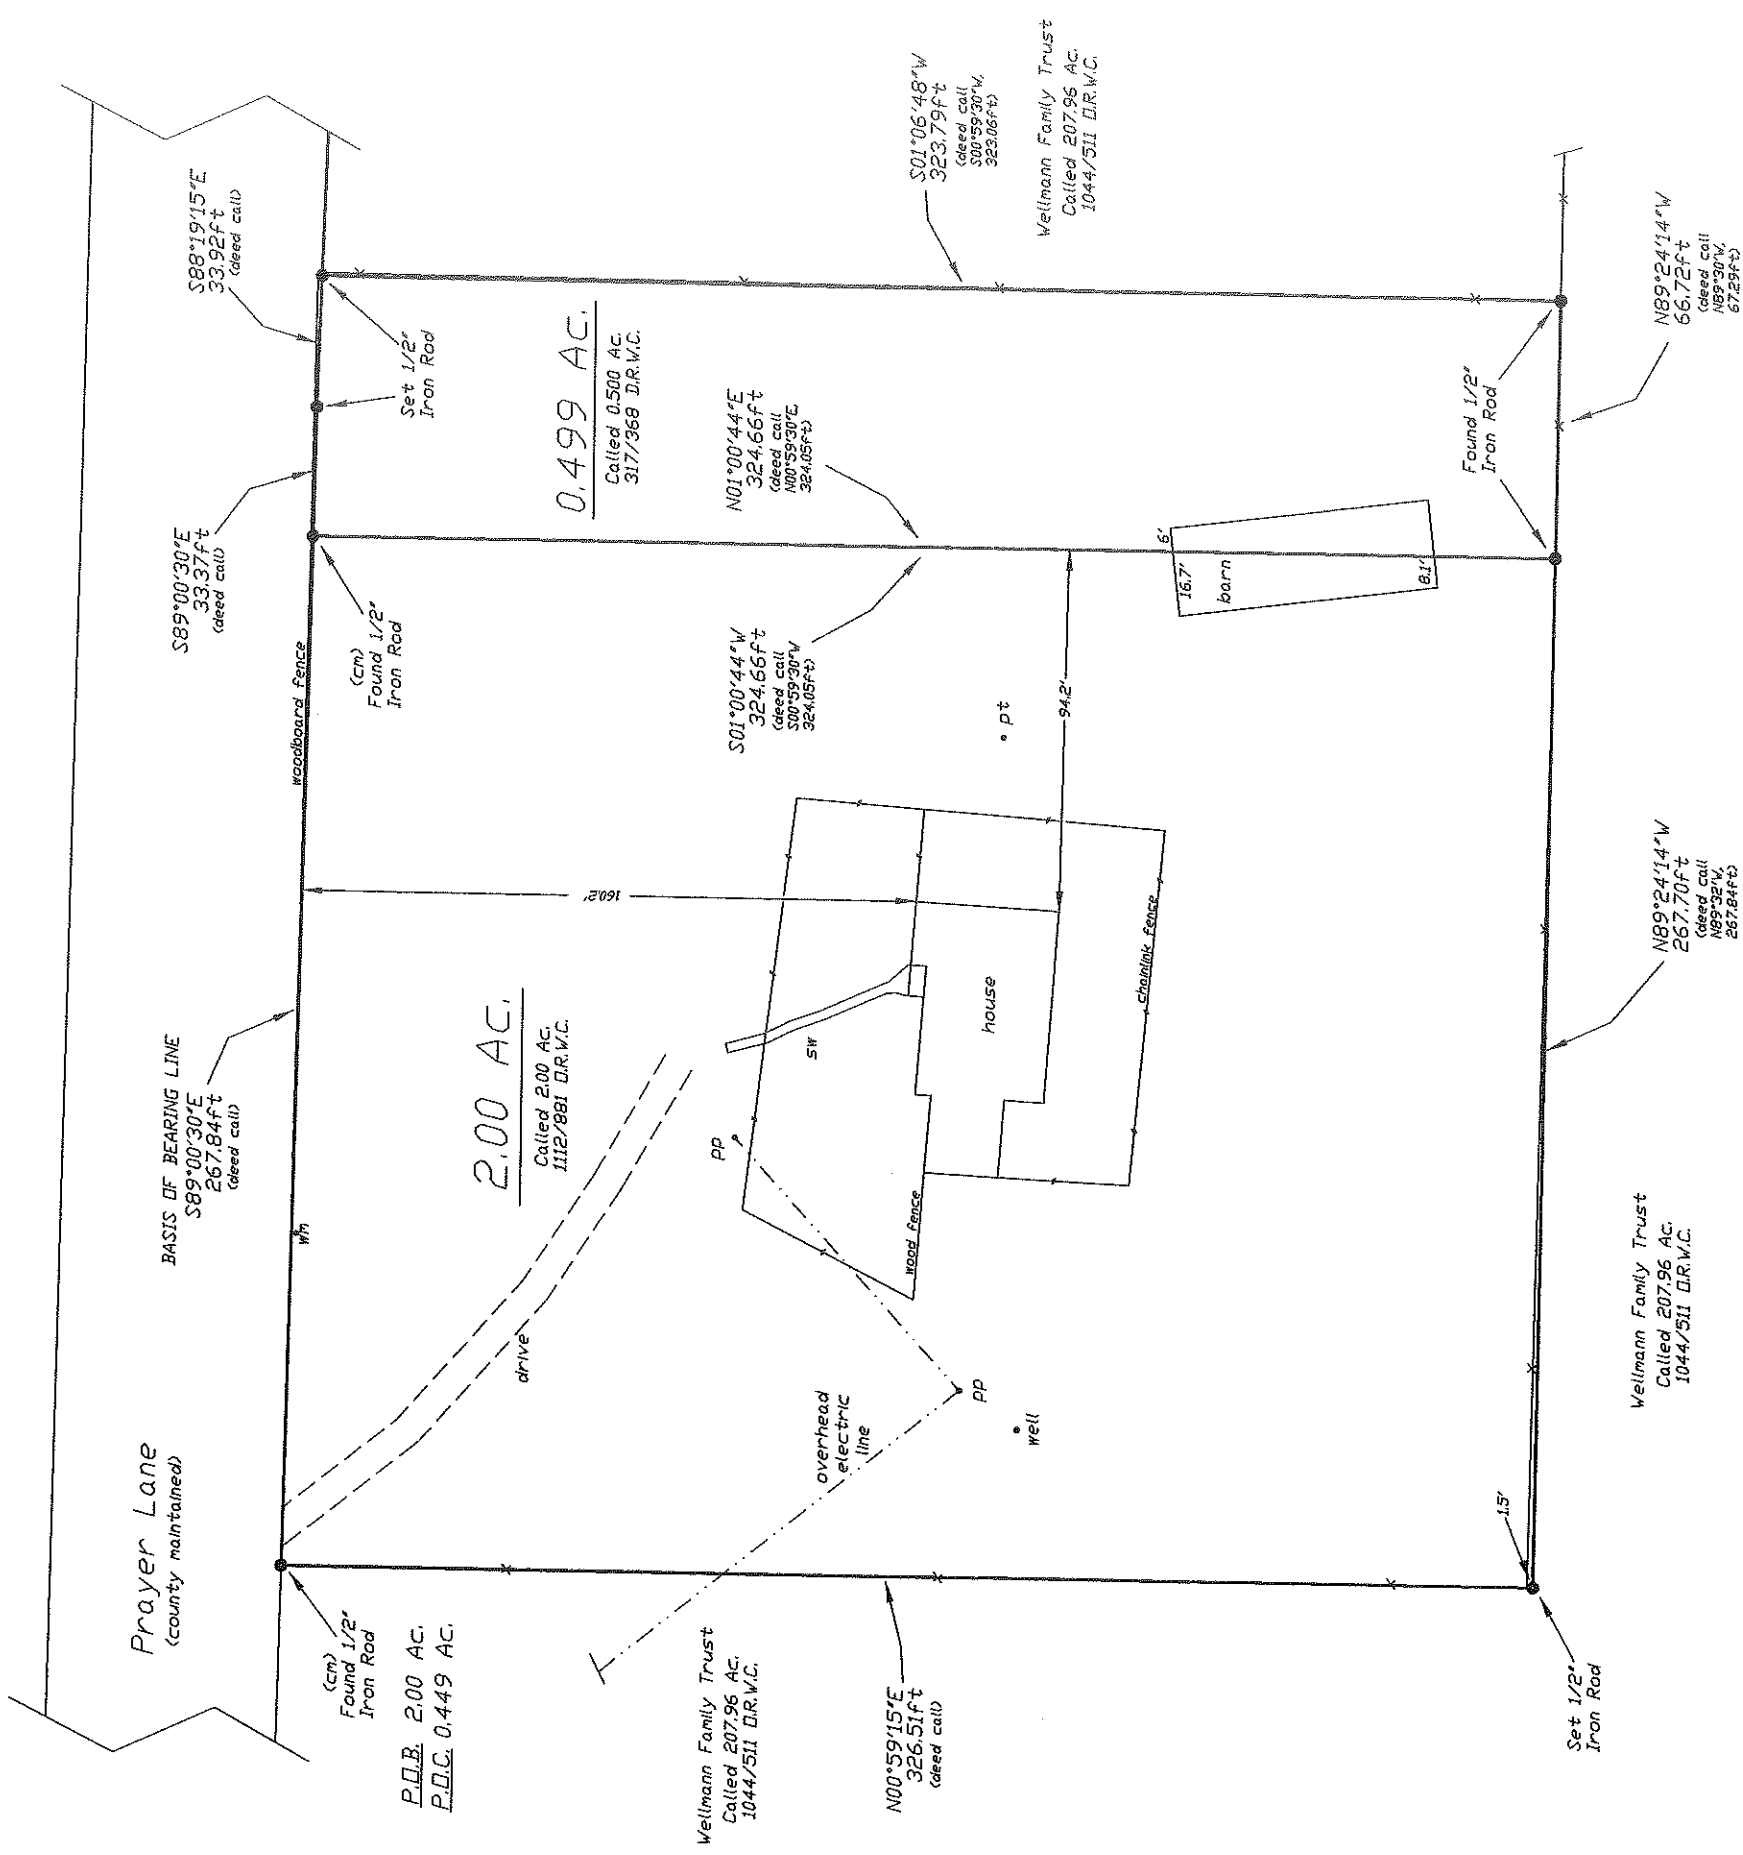 Prayer Lane
(county maintained)
BASIS OF BEARING LINE
S89°00'30"E
267.84ft
(deed call)
S89°00'30"E
33.37ft
(deed call)
S88°19'15"E
33.92ft
(deed call)
(cm)
Found 1/2"
Iron Rod
P.O.B. 2.00 Ac.
P.O.C. 0.449 Ac.
wm
woodboard fence
(cm)
Found 1/2"
Iron Rod
Set 1/2"
Iron Rod
drive
2.00 Ac.
Called 2.00 Ac.
1112/881 D.R.W.C.
0.499 Ac.
Called 0.500 Ac.
317/368 D.R.W.C.
160.2'
S01°00'44"W
324.66ft
(deed call
S00°59'30"W
324.05ft)
N01°00'44"E
324.66ft
(deed call
N00°59'30"E,
324.05ft)
S01°06'48"W
323.79ft
(deed call
S00°59'30"W,
323.06ft)
Wellmann Family Trust
Called 207.96 Ac.
1044/511 D.R.W.C.
Wellmann Family Trust
Called 207.96 Ac.
1044/511 D.R.W.C.
N00°59'15"E
326.51ft
(deed call)
overhead
electric
line
pp
pp
well
sw
wood fence
house
chainlink fence
pt
94.2'
16.7'
6'
barn
8.1'
Found 1/2"
Iron Rod
1.5'
Set 1/2"
Iron Rod
Wellmann Family Trust
Called 207.96 Ac.
1044/511 D.R.W.C.
N89°24'14"W
267.70ft
(deed call
N89°32'W,
267.84ft)
N89°24'14"W
66.72ft
(deed call
N89°30'W,
67.29ft)